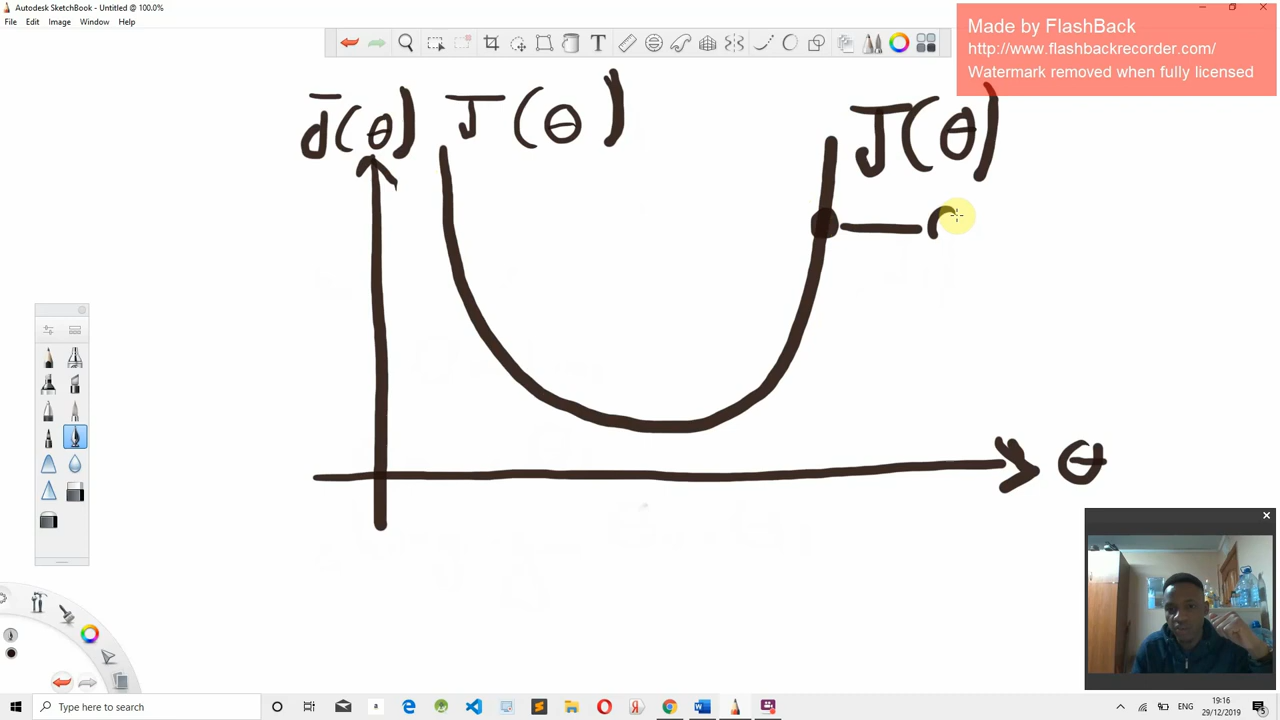 Autodesk SketchBook - Untitled @ 100.0%
File Edit Image Window Help
Made by FlashBack
http://www.flashbackrecorder.com/
Watermark removed when fully licensed
J(θ)
J(θ)
J(θ)
θ
Type here to search
ENG
19:16
29/12/2019